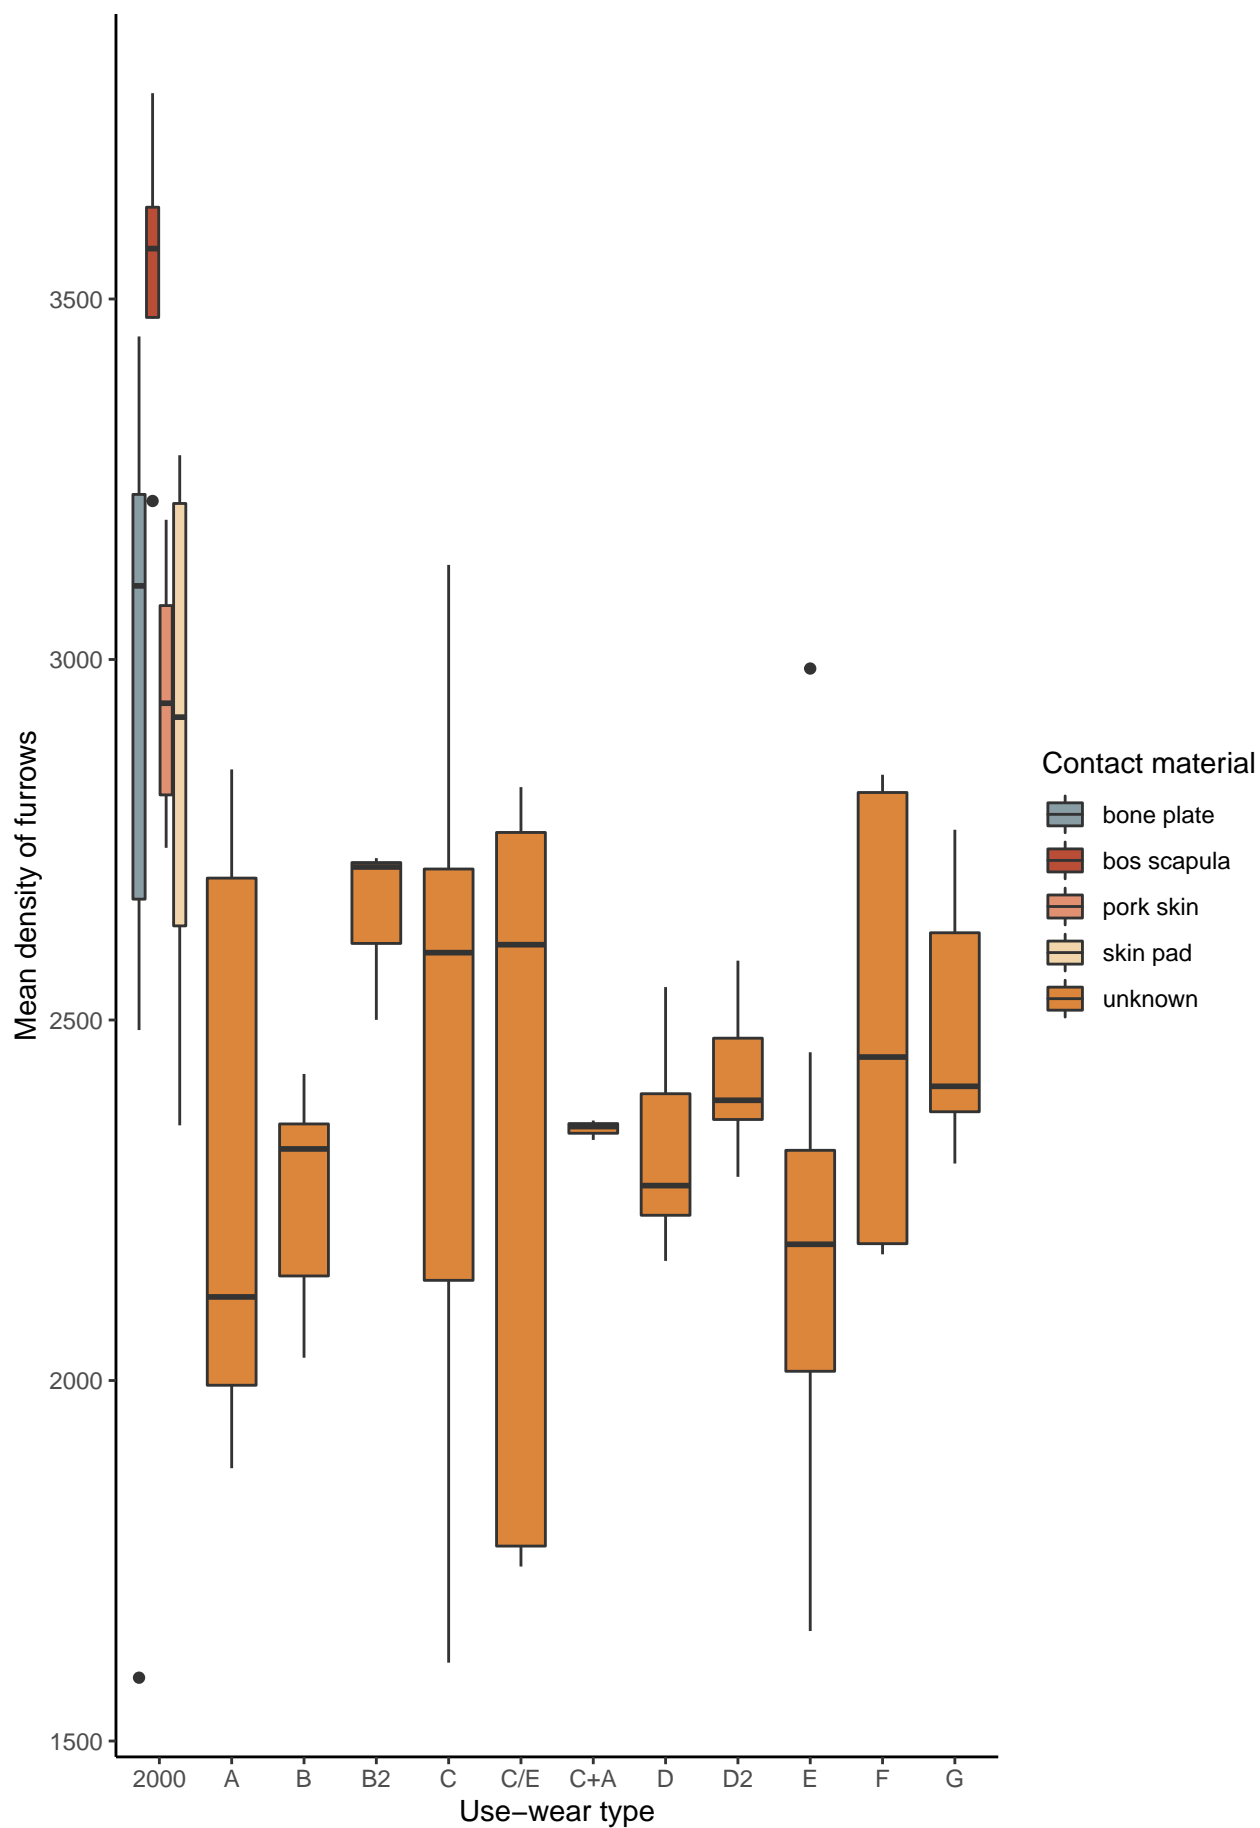 Mean density of furrows
3500
3000
2500
2000
1500
2000 A B B2 C C/E C+A D D2 E F G
Use−wear type
Contact material
bone plate
bos scapula
pork skin
skin pad
unknown